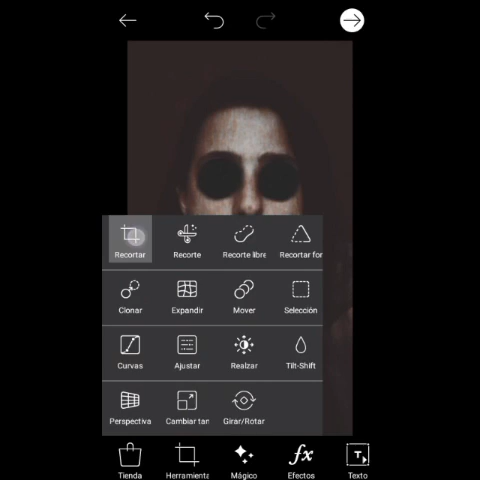 Recortar Recorte Recorte libre Recortar for
Clonar Expandir Mover Selección
Curvas Ajustar Realzar Tilt-Shift
Perspectiva Cambiar tan Girar/Rotar
fx T
Tienda Herramienta Mágico Efectos Texto